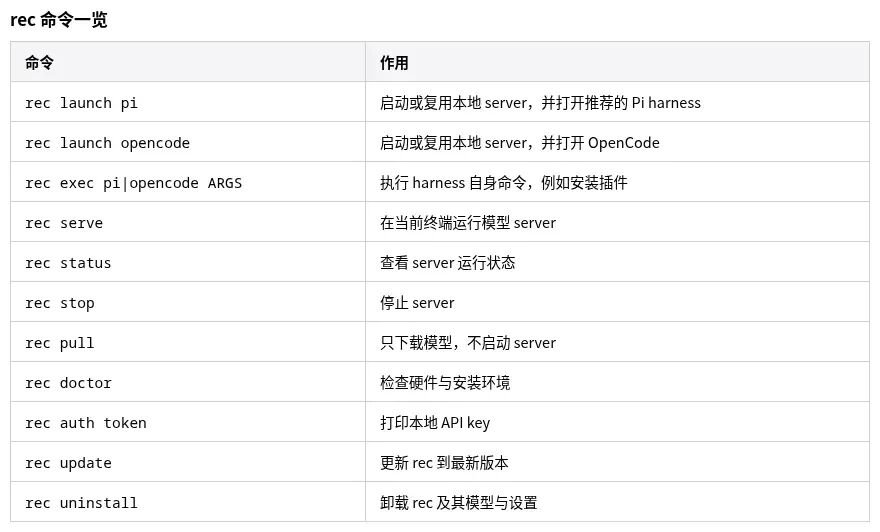 rec 命令一览
命令 作用
rec launch pi 启动或复用本地 server，并打开推荐的 Pi harness
rec launch opencode 启动或复用本地 server，并打开 OpenCode
rec exec pi|opencode ARGS 执行 harness 自身命令，例如安装插件
rec serve 在当前终端运行模型 server
rec status 查看 server 运行状态
rec stop 停止 server
rec pull 只下载模型，不启动 server
rec doctor 检查硬件与安装环境
rec auth token 打印本地 API key
rec update 更新 rec 到最新版本
rec uninstall 卸载 rec 及其模型与设置